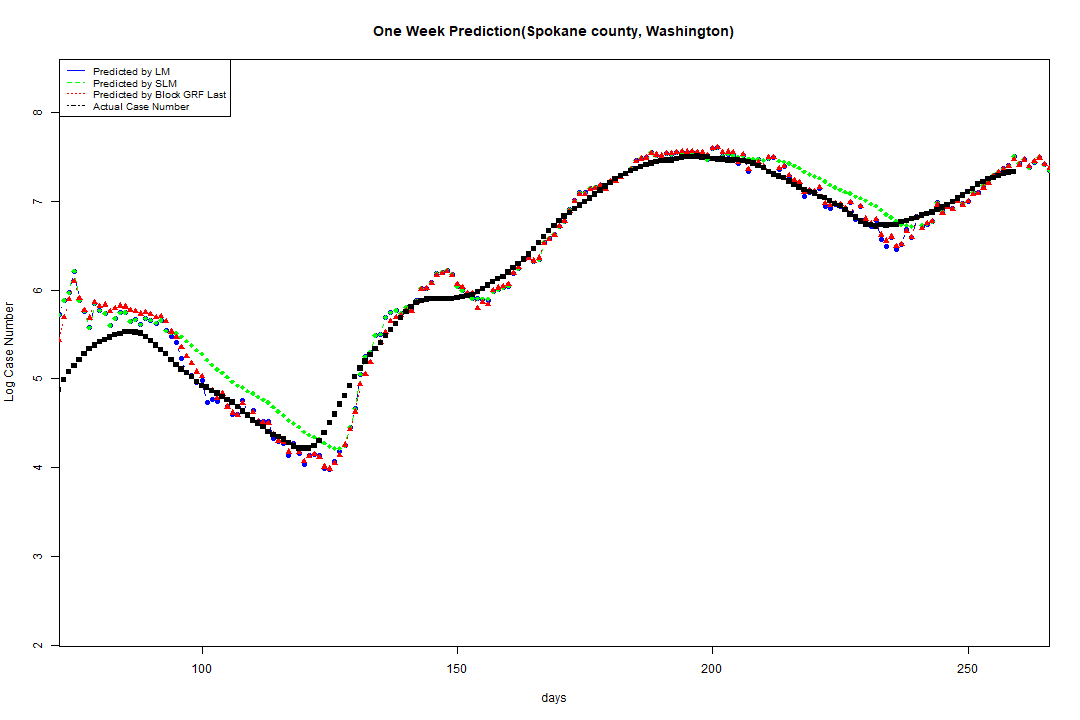 One Week Prediction(Spokane county, Washington)
Predicted by LM
Predicted by SLM
Predicted by Block GRF Last
Actual Case Number
8
7
6
5
4
3
2
Log Case Number
100 150 200 250
days